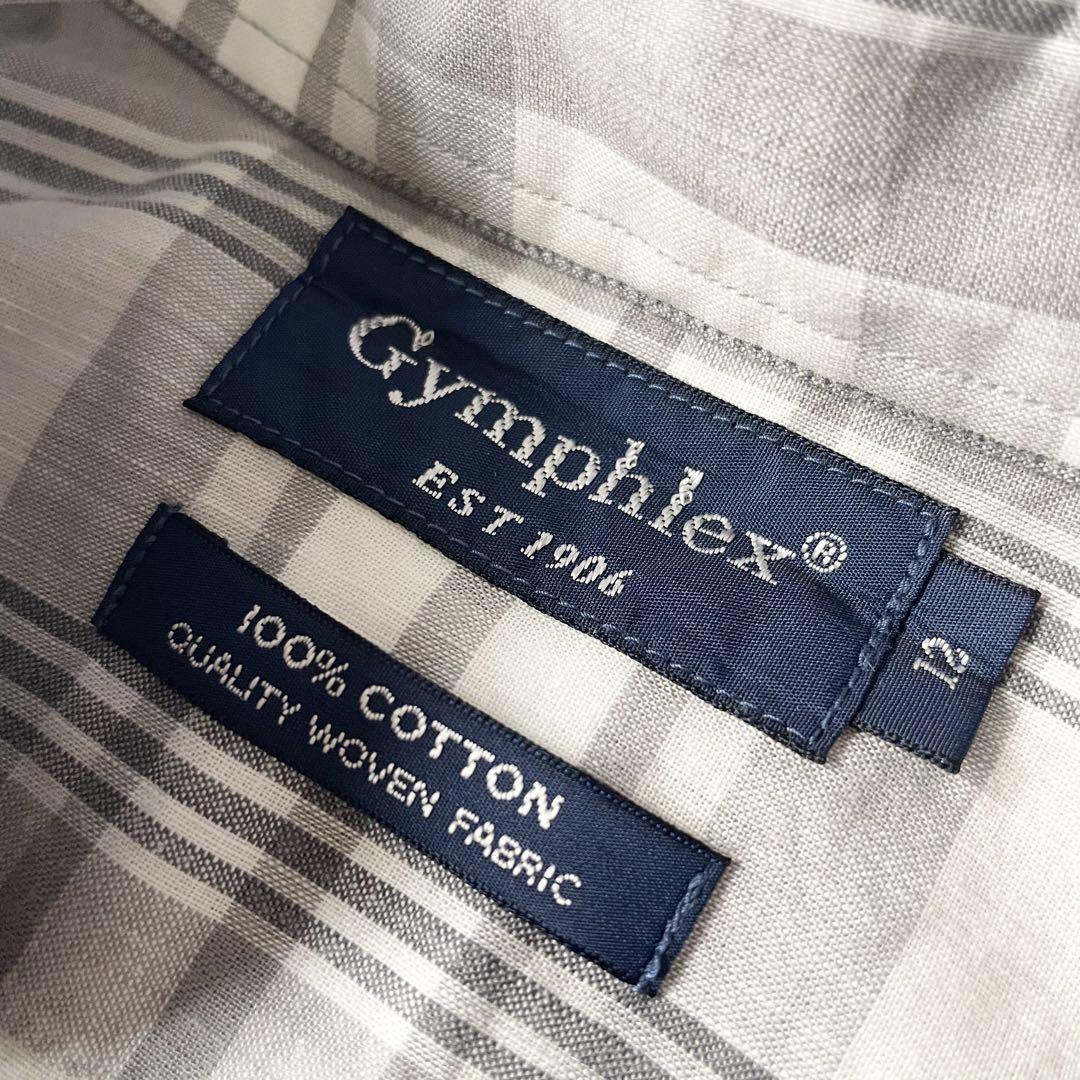 Gymphlex®
EST 1906
12
100% COTTON
QUALITY WOVEN FABRIC